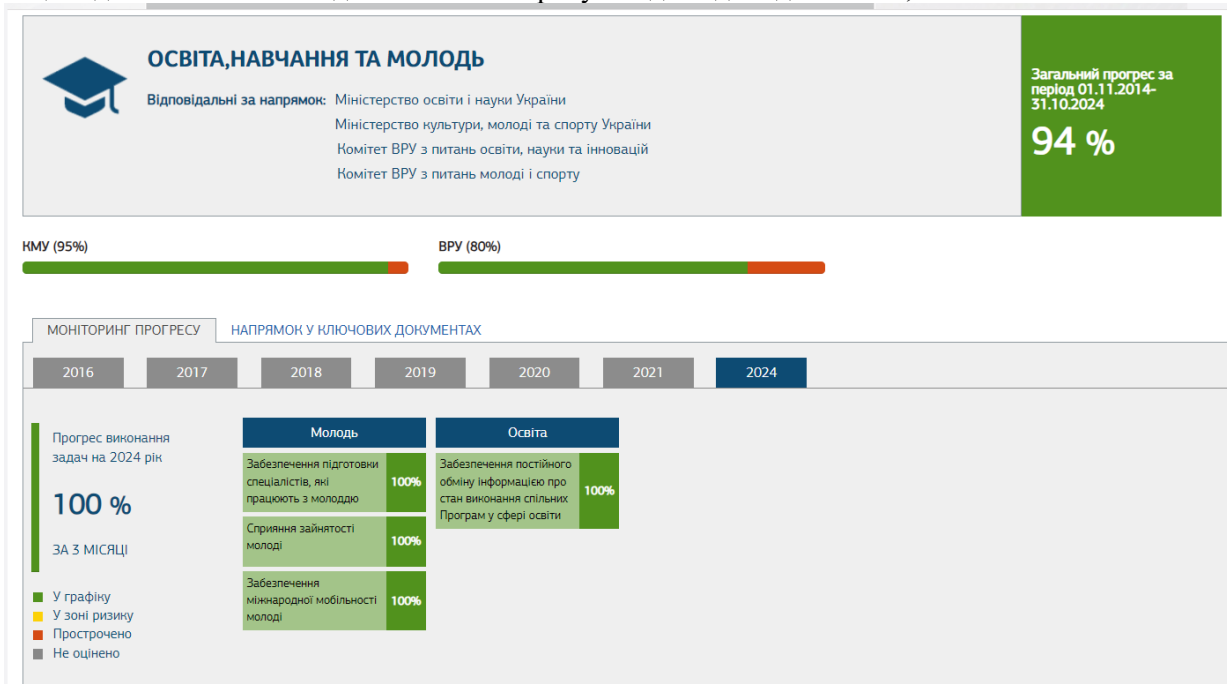 ОСВІТА,НАВЧАННЯ ТА МОЛОДЬ
Відповідальні за напрямок: Міністерство освіти і науки України
Міністерство культури, молоді та спорту України
Комітет ВРУ з питань освіти, науки та інновацій
Комітет ВРУ з питань молоді і спорту
Загальний прогрес за
період 01.11.2014-
31.10.2024
94 %
КМУ (95%)
ВРУ (80%)
МОНІТОРИНГ ПРОГРЕСУ
НАПРЯМОК У КЛЮЧОВИХ ДОКУМЕНТАХ
2016 2017 2018 2019 2020 2021 2024
Прогрес виконання
задач на 2024 рік
100 %
ЗА 3 МІСЯЦІ
У графіку
У зоні ризику
Прострочено
Не оцінено
Молодь
Забезпечення підготовки
спеціалістів, які
працюють з молоддю
100%
Сприяння зайнятості
молоді
100%
Забезпечення
міжнародної мобільності
молоді
100%
Освіта
Забезпечення постійного
обміну інформацією про
стан виконання спільних
Програм у сфері освіти
100%